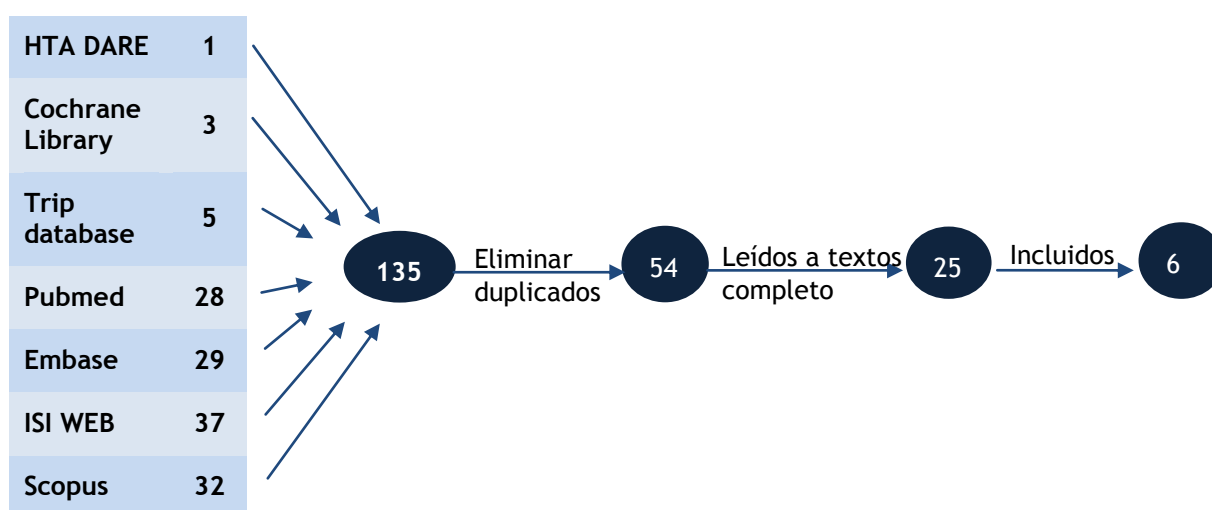 HTA DARE 1
Cochrane
Library 3
Trip
database 5
Pubmed 28
Embase 29
ISI WEB 37
Scopus 32
135
Eliminar
duplicados
54
Leídos a textos
completo
25
Incluidos
6